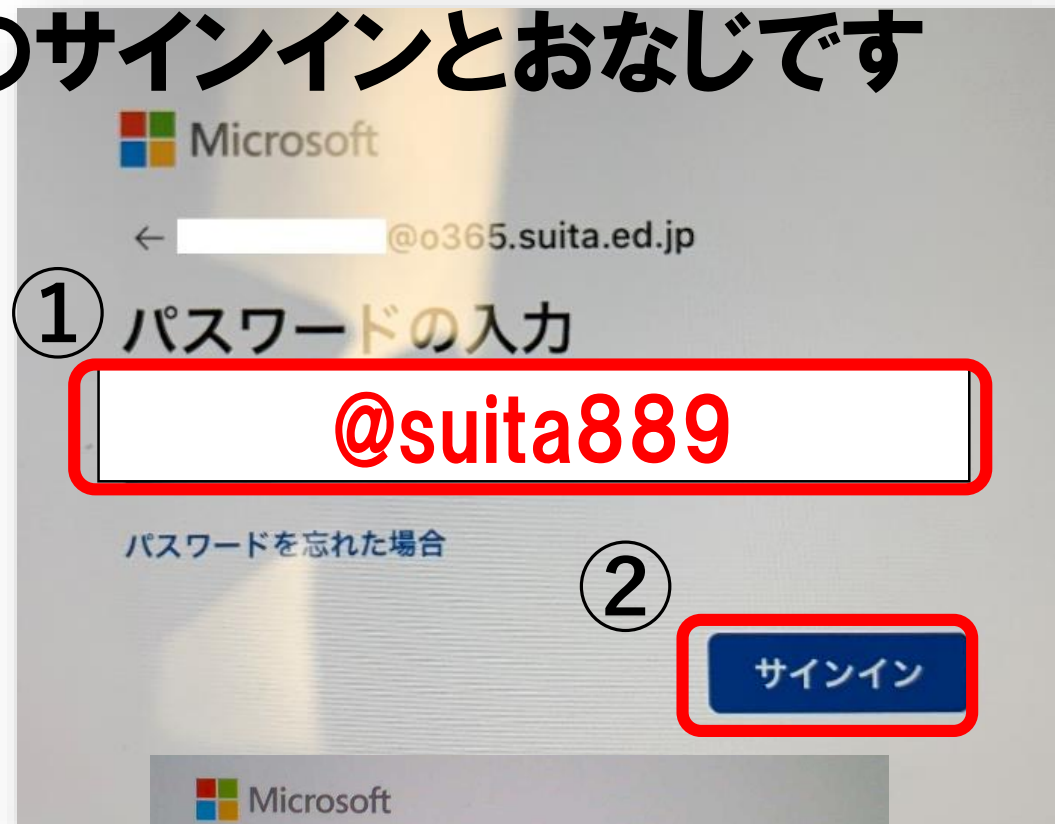 のサインインとおなじです
Microsoft
← @o365.suita.ed.jp
①
パスワードの入力
@suita889
パスワードを忘れた場合
②
サインイン
Microsoft